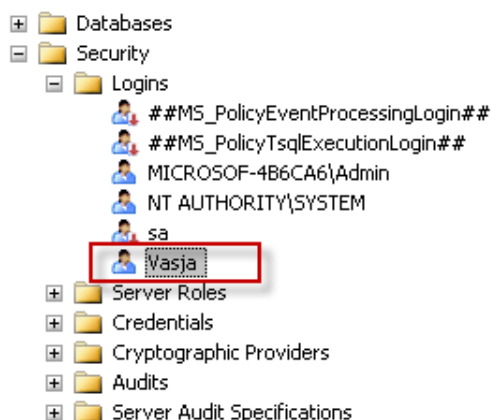 Databases
Security
Logins
##MS_PolicyEventProcessingLogin##
##MS_PolicyTsqlExecutionLogin##
MICROSOF-4B6CA6\Admin
NT AUTHORITY\SYSTEM
sa
Vasja
Server Roles
Credentials
Cryptographic Providers
Audits
Server Audit Specifications